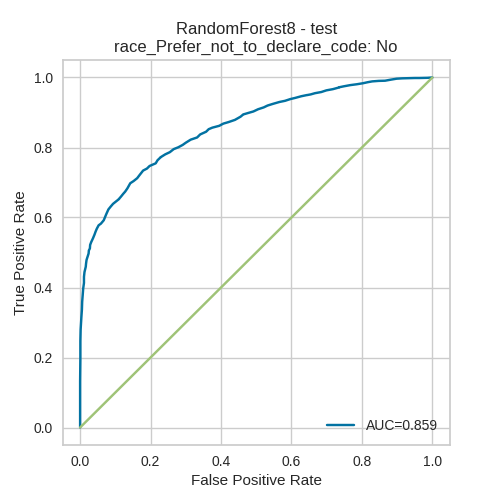 RandomForest8 - test
race_Prefer_not_to_declare_code: No
True Positive Rate
1.0
0.8
0.6
0.4
0.2
0.0
AUC=0.859
0.0 0.2 0.4 0.6 0.8 1.0
False Positive Rate